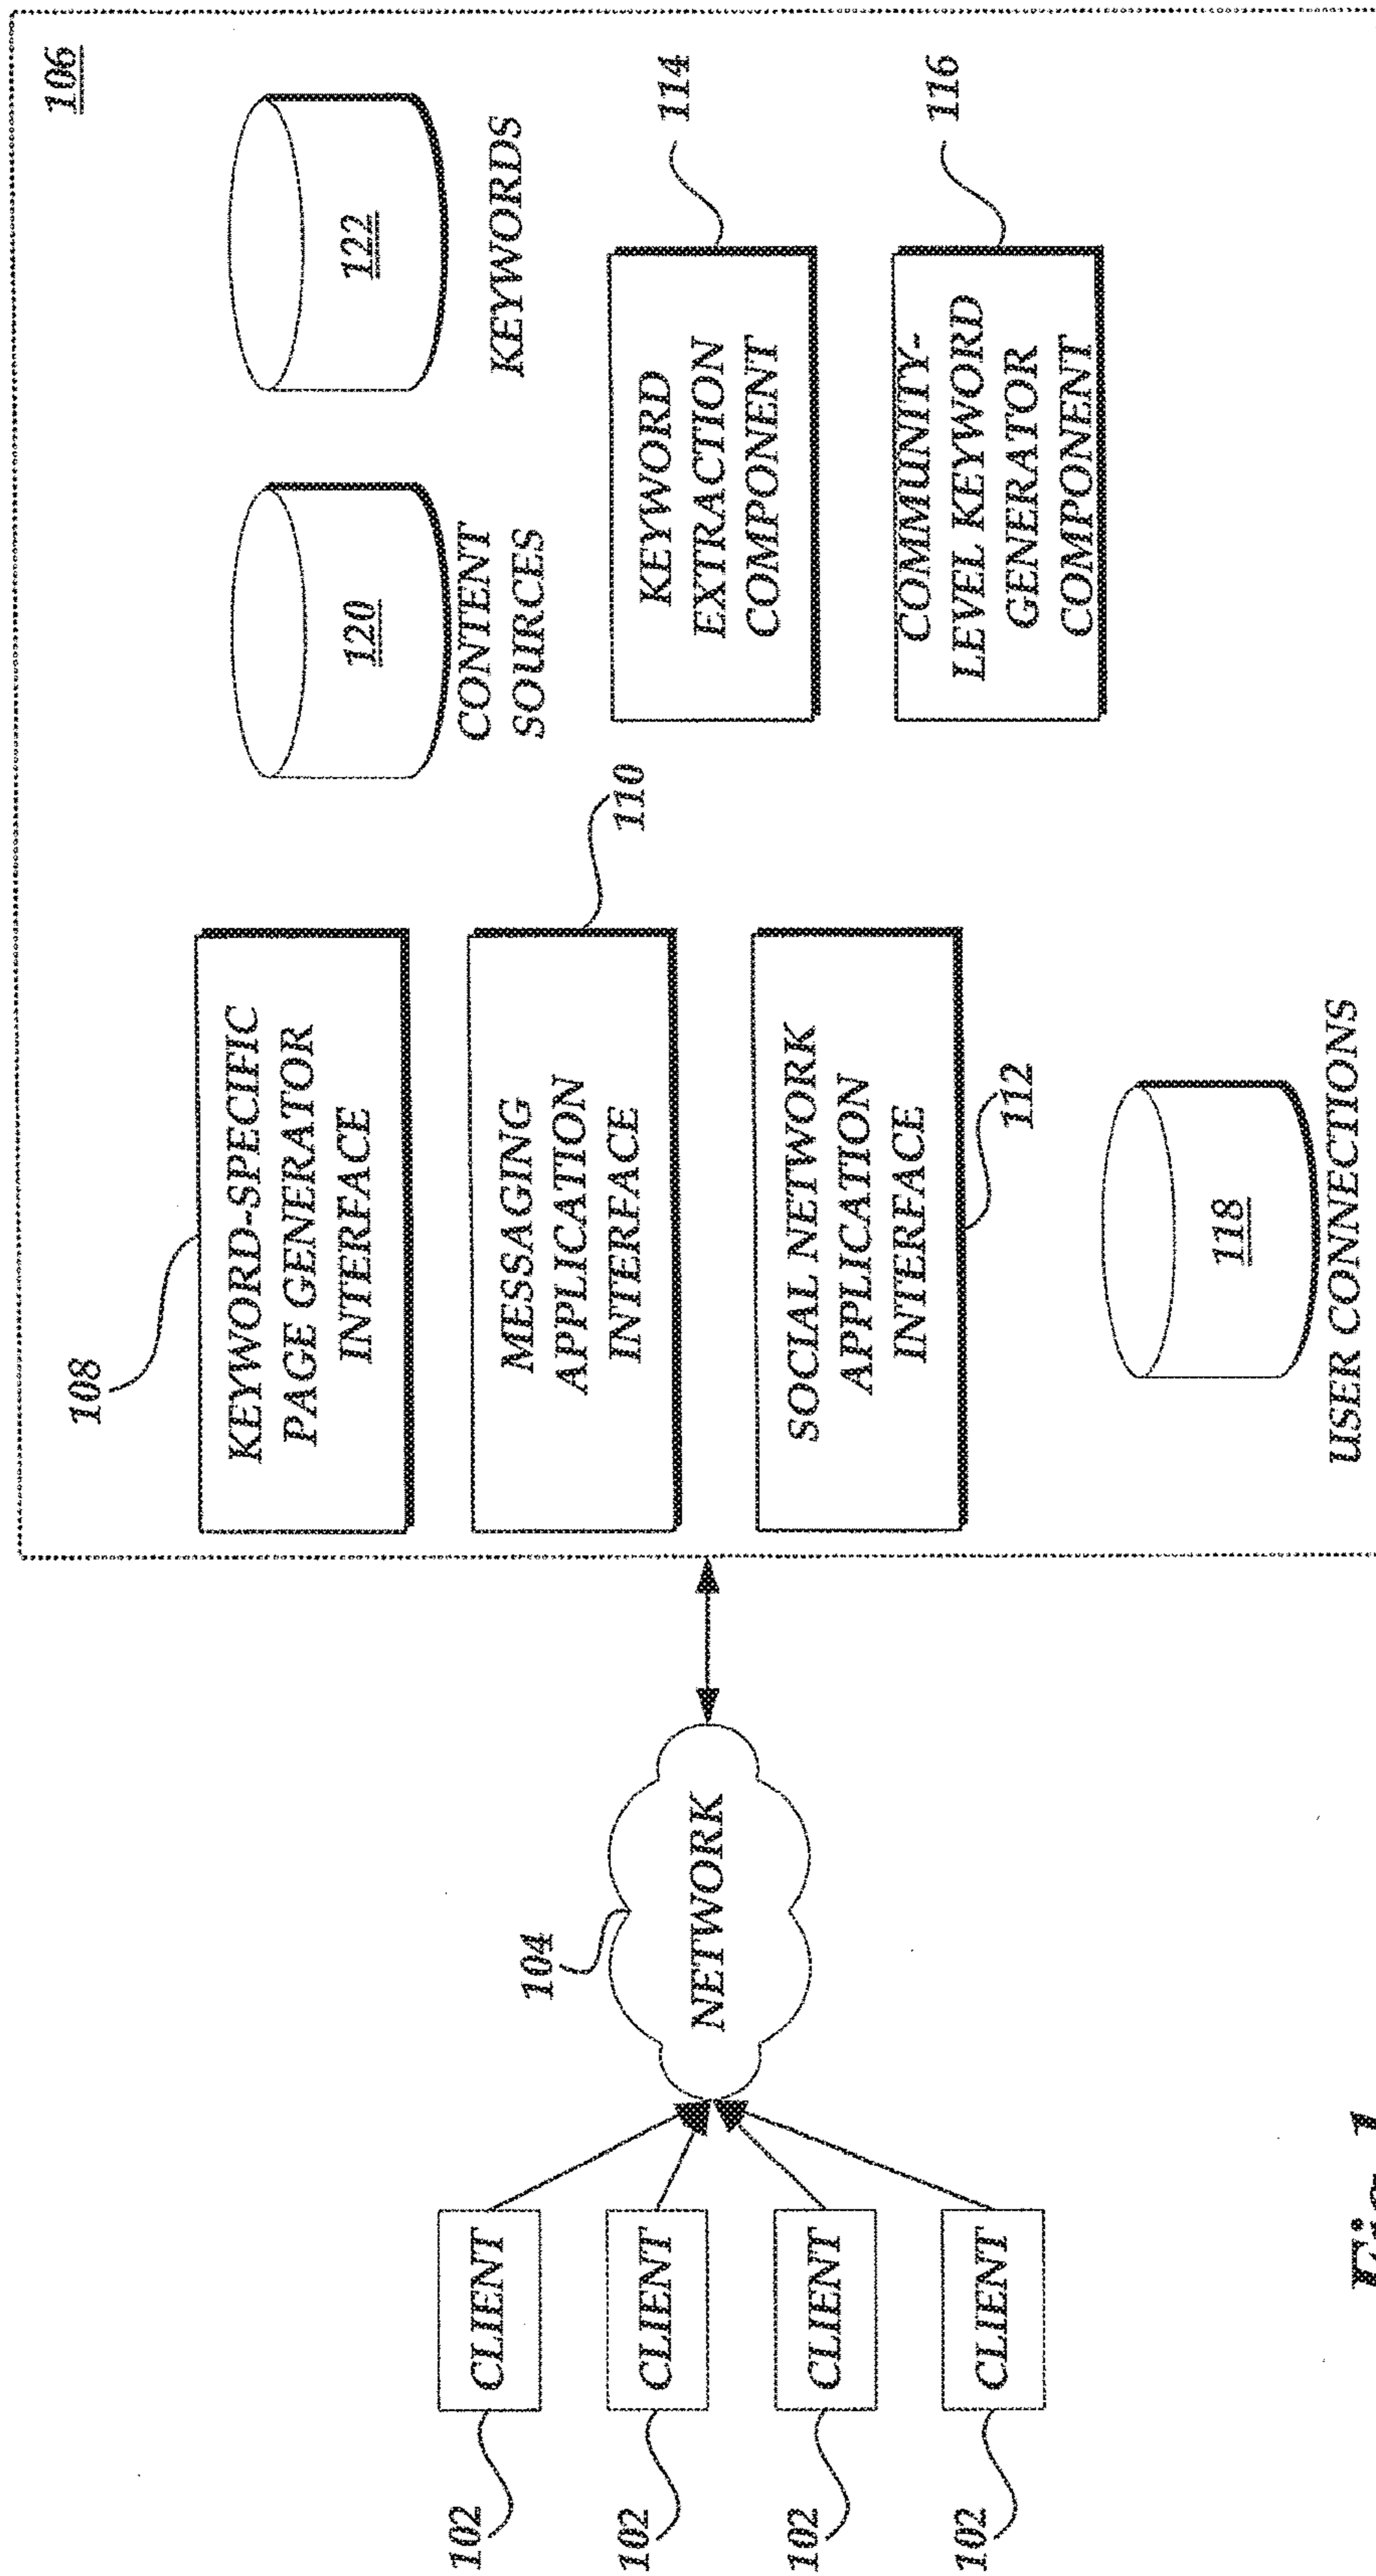 106
108
KEYWORD-SPECIFIC
PAGE GENERATOR
INTERFACE
120
CONTENT
SOURCES
122
KEYWORDS
110
MESSAGING
APPLICATION
INTERFACE
KEYWORD
EXTRACTION
COMPONENT
114
SOCIAL NETWORK
APPLICATION
INTERFACE
112
COMMUNITY-
LEVEL KEYWORD
GENERATOR
COMPONENT
116
118
USER CONNECTIONS
104
NETWORK
102
CLIENT
102
CLIENT
102
CLIENT
102
CLIENT
Fig. 1